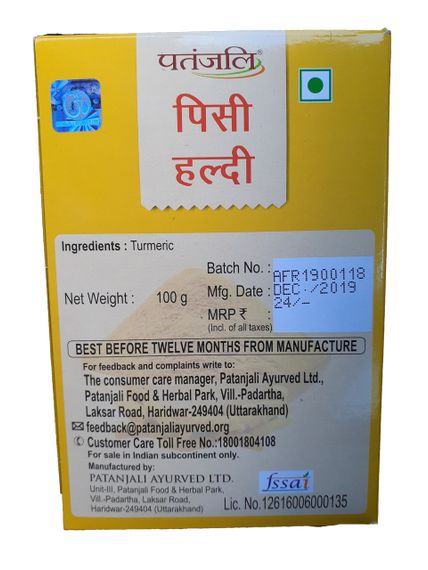 पतंजलि®
पिसी
हल्दी
Ingredients : Turmeric
Batch No. : AFR1900118
Net Weight : 100 g Mfg. Date : DEC./2019
MRP ₹ : 24/-
(Incl. of all taxes)
BEST BEFORE TWELVE MONTHS FROM MANUFACTURE
For feedback and complaints write to:
The consumer care manager, Patanjali Ayurved Ltd.,
Patanjali Food & Herbal Park, Vill.-Padartha,
Laksar Road, Haridwar-249404 (Uttarakhand)
feedback@patanjaliayurved.org
Customer Care Toll Free No.:18001804108
For sale in Indian subcontinent only.
Manufactured by:
PATANJALI AYURVED LTD.
Unit-III, Patanjali Food & Herbal Park,
Vill.-Padartha, Laksar Road,
Haridwar-249404 (Uttarakhand)
fssai
Lic. No. 12616006000135